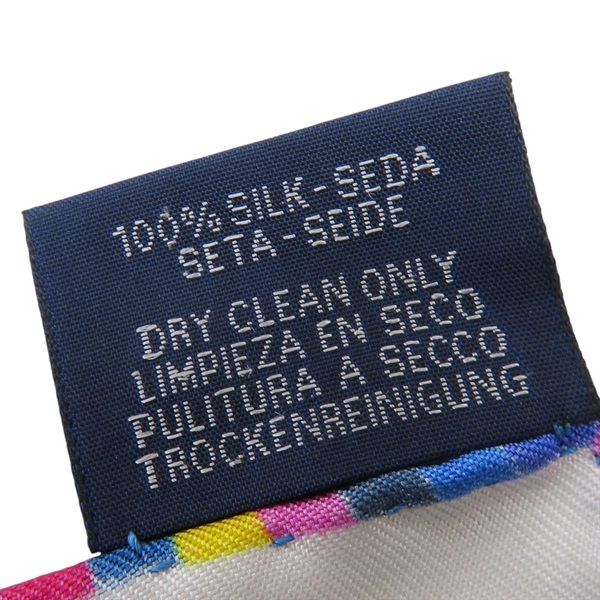 100% SILK - SEDA
SETA - SEIDE
DRY CLEAN ONLY
LIMPIEZA EN SECO
PULITURA A SECCO
TROCKENREINIGUNG